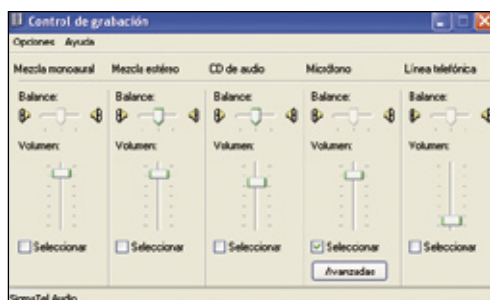 Control de grabación
Opciones Ayuda
Mezcla monoaural Mezcla estéreo CD de audio Micrófono Línea telefónica
Balance: Balance: Balance: Balance: Balance:
Volumen: Volumen: Volumen: Volumen: Volumen:
Seleccionar Seleccionar Seleccionar Seleccionar Seleccionar
Avanzadas
SigmaTel Audio